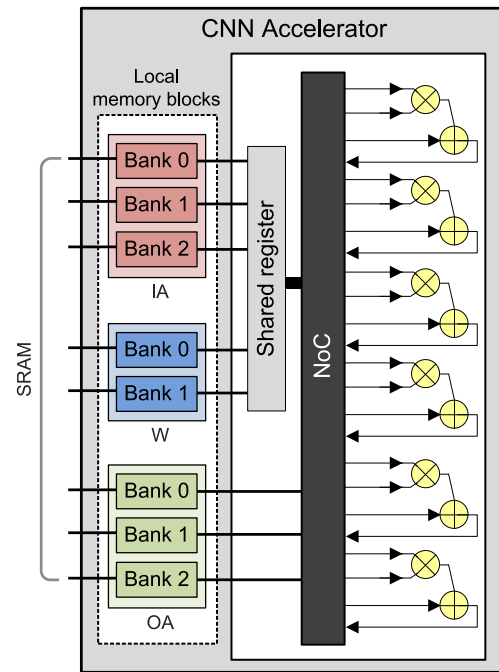 CNN Accelerator
Local
memory blocks
Bank 0
Bank 1
Bank 2
IA
Bank 0
Bank 1
W
Bank 0
Bank 1
Bank 2
OA
SRAM
Shared register
NoC